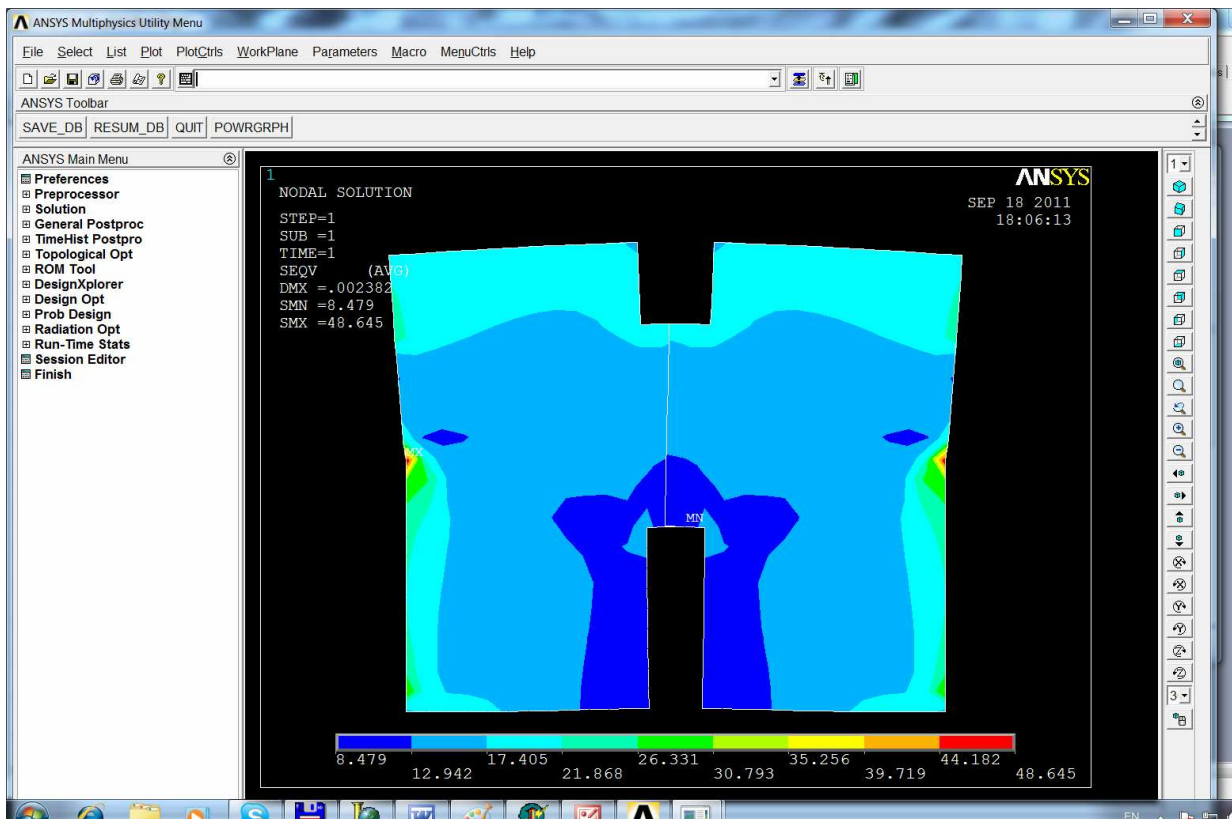 ANSYS Multiphysics Utility Menu
File Select List Plot PlotCtrls WorkPlane Parameters Macro MenuCtrls Help
ANSYS Toolbar
SAVE_DB RESUM_DB QUIT POWRGRPH
ANSYS Main Menu
Preferences
Preprocessor
Solution
General Postproc
TimeHist Postpro
Topological Opt
ROM Tool
DesignXplorer
Design Opt
Prob Design
Radiation Opt
Run-Time Stats
Session Editor
Finish
1
NODAL SOLUTION
STEP=1
SUB =1
TIME=1
SEQV (AVG)
DMX =.002382
SMN =8.479
SMX =48.645
ANSYS
SEP 18 2011
18:06:13
MX
MN
8.479 17.405 26.331 35.256 44.182
12.942 21.868 30.793 39.719 48.645
1
3
EN